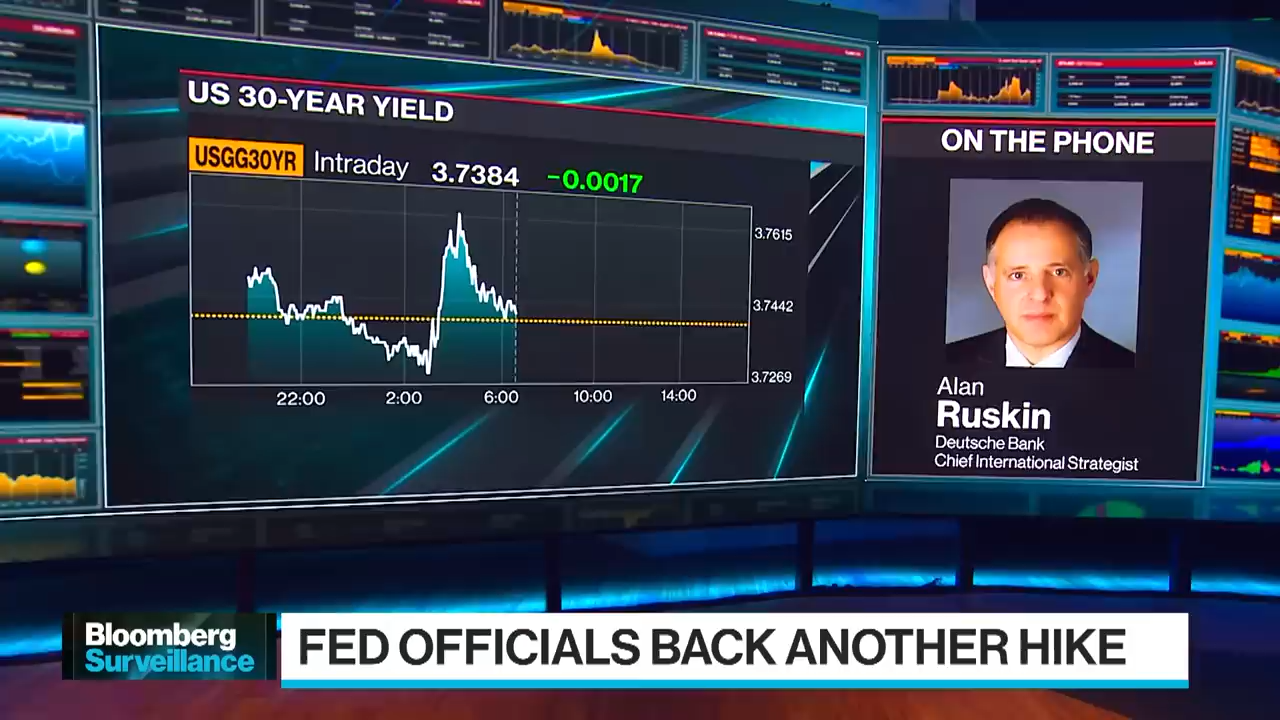 US 30-YEAR YIELD
USGG30YR Intraday 3.7384 -0.0017
3.7615
3.7442
3.7269
22:00 2:00 6:00 10:00 14:00
ON THE PHONE
Alan
Ruskin
Deutsche Bank
Chief International Strategist
Bloomberg
Surveillance
FED OFFICIALS BACK ANOTHER HIKE